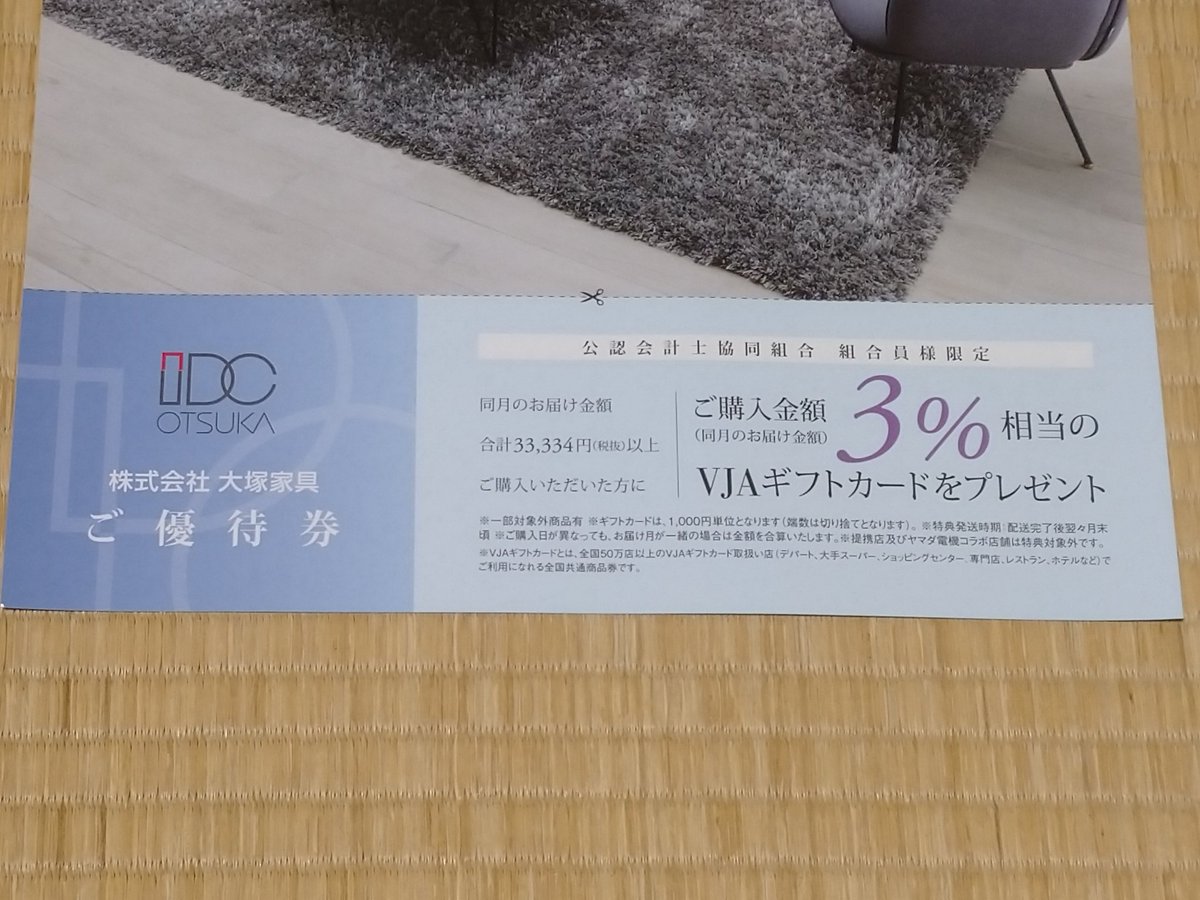 IDC
OTSUKA
株式会社 大塚家具
ご優待券
公認会計士協同組合 組合員様限定
同月のお届け金額
合計33,334円(税抜)以上
ご購入いただいた方に
ご購入金額
(同月のお届け金額)
3%相当の
VJAギフトカードをプレゼント
※一部対象外商品有 ※ギフトカードは、1,000円単位となります(端数は切り捨てとなります)。 ※特典発送時期：配送完了後翌々月末
頃 ※ご購入日が異なっても、お届け月が一緒の場合は金額を合算いたします。※提携店及びヤマダ電機コラボ店舗は特典対象外です。
※VJAギフトカードとは、全国50万店以上のVJAギフトカード取扱い店(デパート、大手スーパー、ショッピングセンター、専門店、レストラン、ホテルなど)で
ご利用になれる全国共通商品券です。